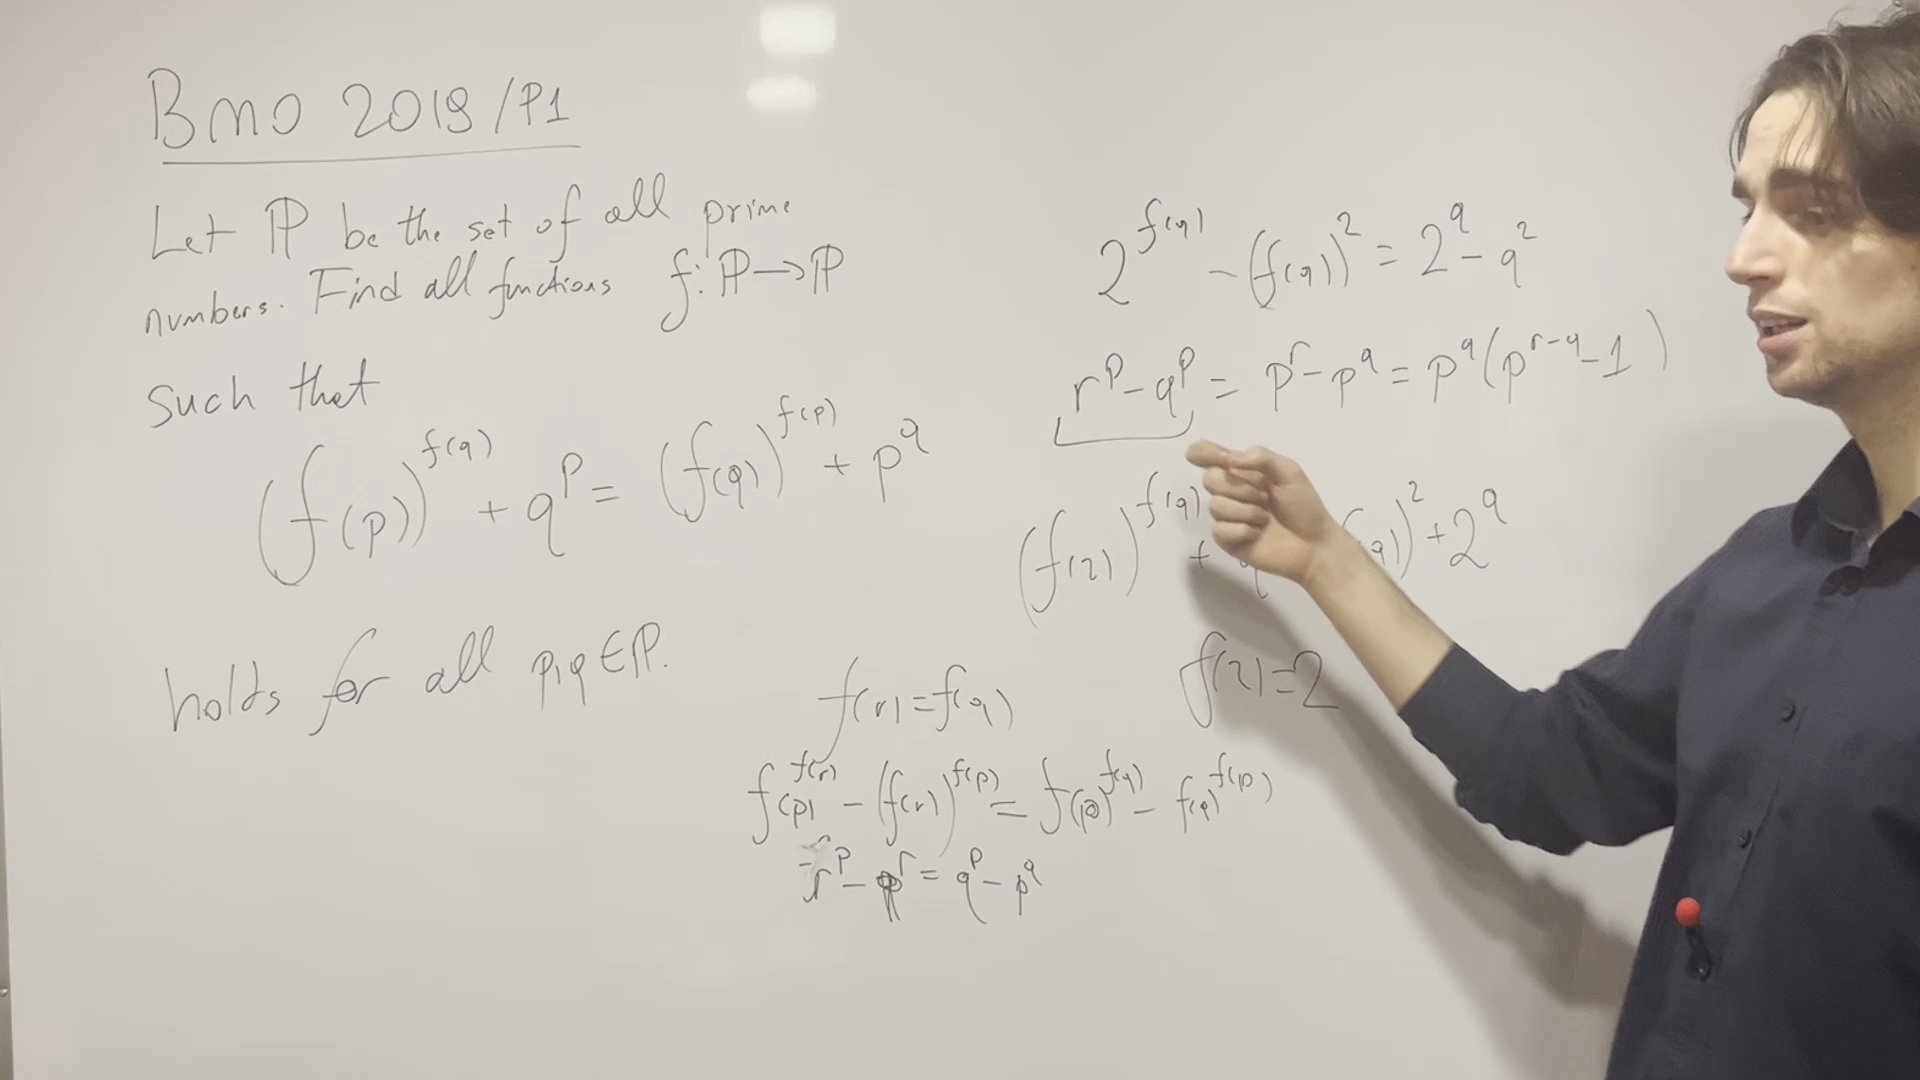 BMO 2019/P1
Let ℙ be the set of all prime
numbers. Find all functions f: ℙ→ℙ
such that
(f(p))^f(q) + q^p = (f(q))^f(p) + p^q
holds for all p,q∈ℙ.
2^f(q) - (f(q))^2 = 2^q - q^2
r^p - q^p = p^r - p^q = p^q(p^(r-q) - 1)
(f(2))^f(q) + q (q))^2 + 2^q
f(2)=2
f(r)=f(q)
f(p)^f(r) - (f(r))^f(p) = f(p)^f(q) - f(q)^f(p)
r^p - p^r = q^p - p^q